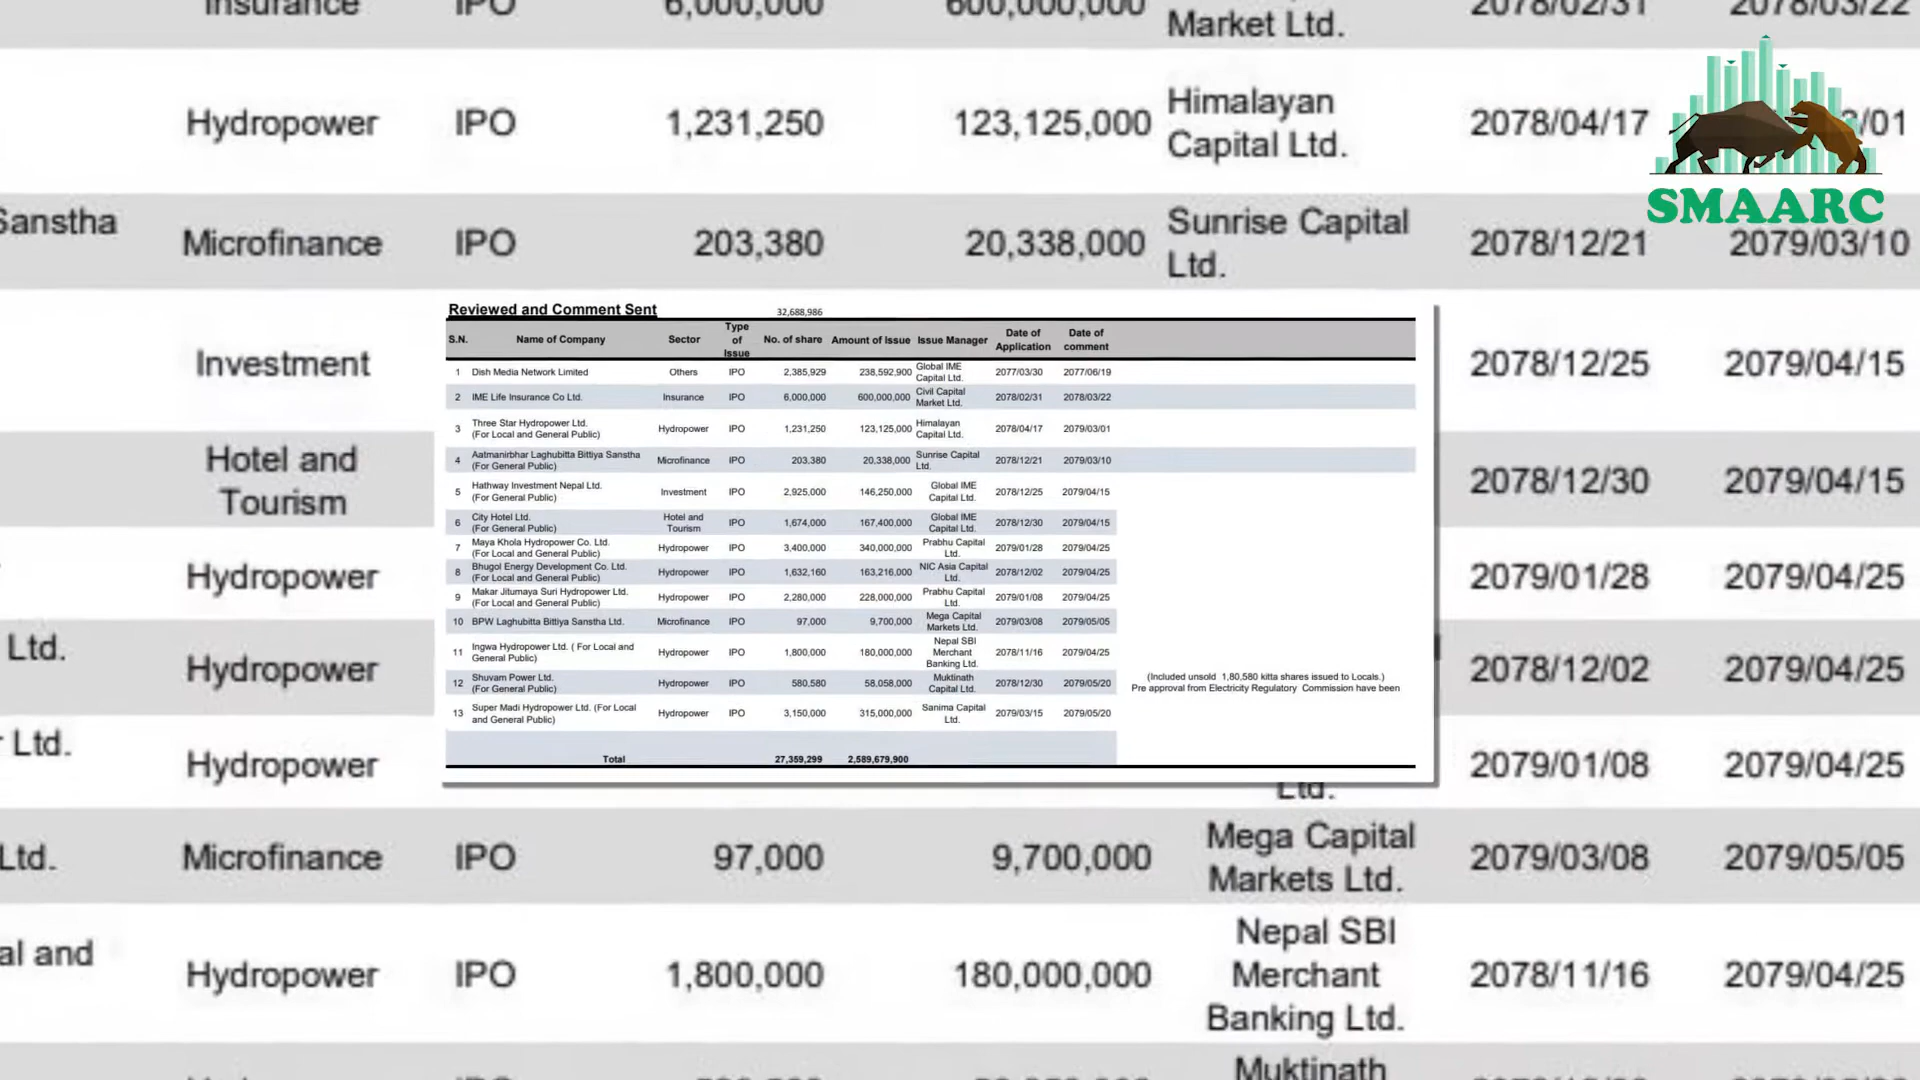 Insurance IPO 6,000,000 600,000,000 Market Ltd. 2078/02/31 2078/03/22
Hydropower IPO 1,231,250 123,125,000 Himalayan Capital Ltd. 2078/04/17 /01
Sanstha Microfinance IPO 203,380 20,338,000 Sunrise Capital Ltd. 2078/12/21 2079/03/10
SMAARC
Investment 2078/12/25 2079/04/15
Hotel and Tourism 2078/12/30 2079/04/15
Hydropower 2079/01/28 2079/04/25
Ltd. Hydropower 2078/12/02 2079/04/25
Ltd. Hydropower Ltd. 2079/01/08 2079/04/25
Ltd. Microfinance IPO 97,000 9,700,000 Mega Capital Markets Ltd. 2079/03/08 2079/05/05
al and Hydropower IPO 1,800,000 180,000,000 Nepal SBI Merchant Banking Ltd. 2078/11/16 2079/04/25
Muktinath
Reviewed and Comment Sent 32,688,986
S.N. Name of Company Sector Type of Issue No. of share Amount of Issue Issue Manager Date of Application Date of comment
1 Dish Media Network Limited Others IPO 2,385,929 238,592,900 Global IME Capital Ltd. 2077/03/30 2077/06/19
2 IME Life Insurance Co Ltd. Insurance IPO 6,000,000 600,000,000 Civil Capital Market Ltd. 2078/02/31 2078/03/22
3 Three Star Hydropower Ltd. (For Local and General Public) Hydropower IPO 1,231,250 123,125,000 Himalayan Capital Ltd. 2078/04/17 2079/03/01
4 Aatmanirbhar Laghubitta Bittiya Sanstha (For General Public) Microfinance IPO 203,380 20,338,000 Sunrise Capital Ltd. 2078/12/21 2079/03/10
5 Hathway Investment Nepal Ltd. (For General Public) Investment IPO 2,925,000 146,250,000 Global IME Capital Ltd. 2078/12/25 2079/04/15
6 City Hotel Ltd. (For General Public) Hotel and Tourism IPO 1,674,000 167,400,000 Global IME Capital Ltd. 2078/12/30 2079/04/15
7 Maya Khola Hydropower Co. Ltd. (For Local and General Public) Hydropower IPO 3,400,000 340,000,000 Prabhu Capital Ltd. 2079/01/28 2079/04/25
8 Bhugol Energy Development Co. Ltd. (For Local and General Public) Hydropower IPO 1,632,160 163,216,000 NIC Asia Capital Ltd. 2078/12/02 2079/04/25
9 Makar Jitumaya Suri Hydropower Ltd. (For Local and General Public) Hydropower IPO 2,280,000 228,000,000 Prabhu Capital Ltd. 2079/01/08 2079/04/25
10 BPW Laghubitta Bittiya Sanstha Ltd. Microfinance IPO 97,000 9,700,000 Mega Capital Markets Ltd. 2079/03/08 2079/05/05
11 Ingwa Hydropower Ltd. ( For Local and General Public) Hydropower IPO 1,800,000 180,000,000 Nepal SBI Merchant Banking Ltd. 2078/11/16 2079/04/25
12 Shuvam Power Ltd. (For General Public) Hydropower IPO 580,580 58,058,000 Muktinath Capital Ltd. 2078/12/30 2079/05/20 (Included unsold 1,80,580 kitta shares issued to Locals.) Pre approval from Electricity Regulatory Commission have been
13 Super Madi Hydropower Ltd. (For Local and General Public) Hydropower IPO 3,150,000 315,000,000 Sanima Capital Ltd. 2079/03/15 2079/05/20
Total 27,359,299 2,589,679,900